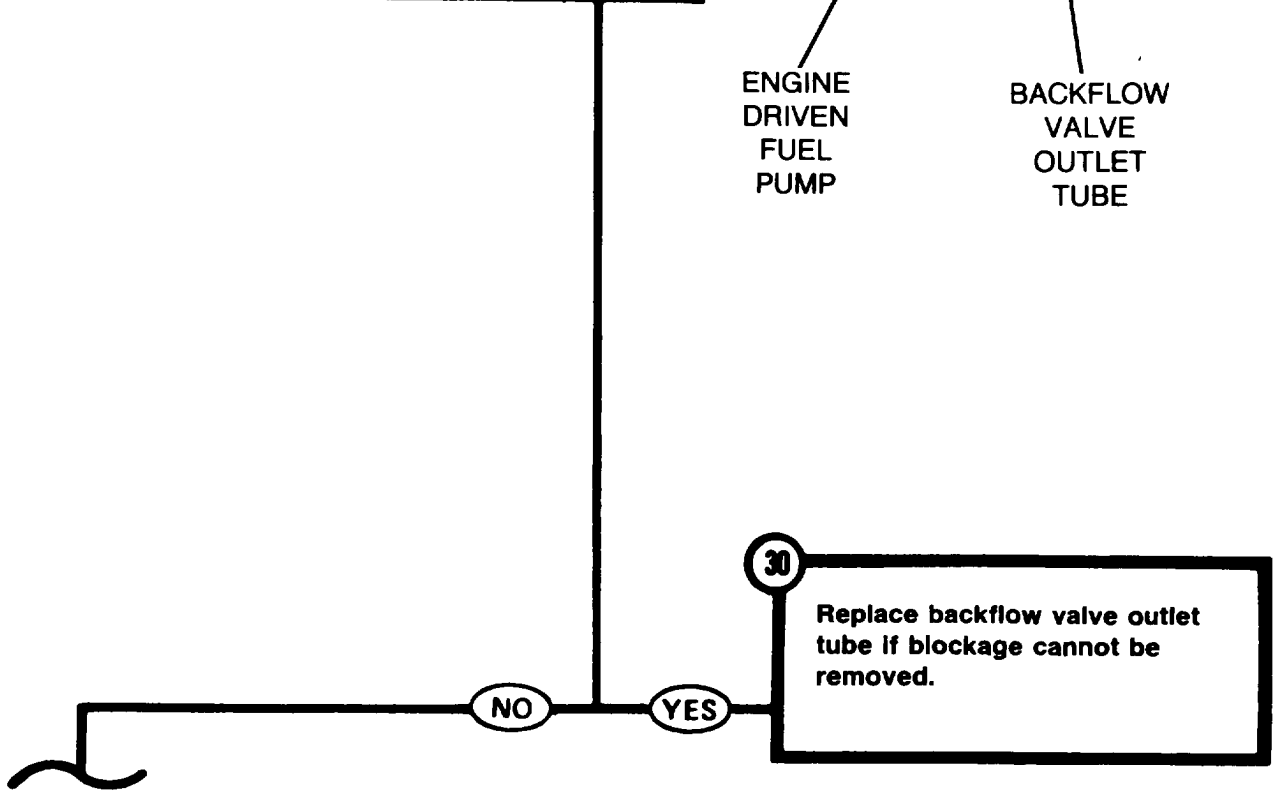 ENGINE
DRIVEN
FUEL
PUMP
BACKFLOW
VALVE
OUTLET
TUBE
30
Replace backflow valve outlet
tube if blockage cannot be
removed.
NO
YES